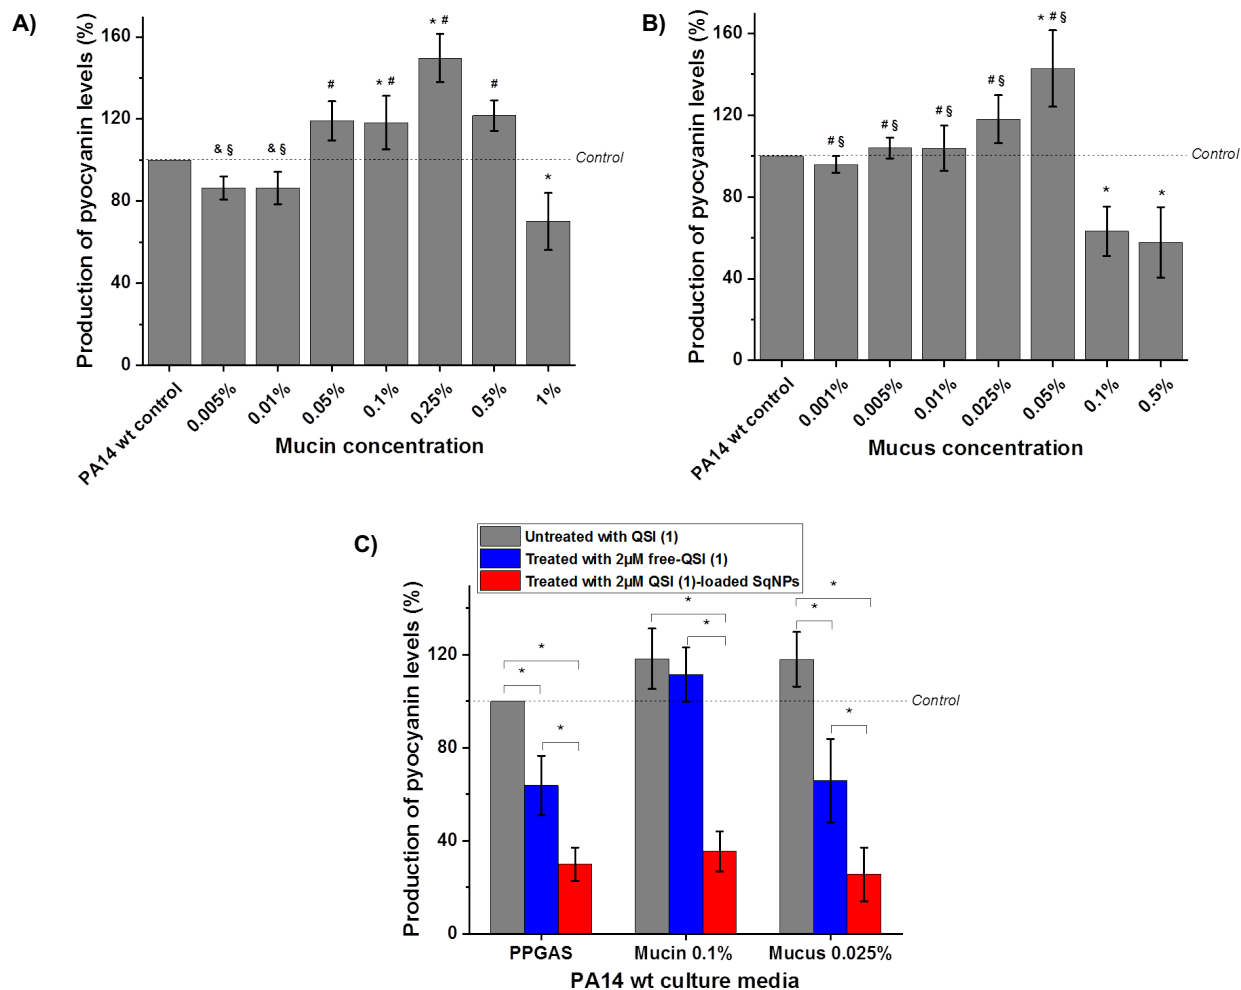 A)
Production of pyocyanin levels (%)
160
120
80
40
0
* #
#
* #
#
& §
& §
*
Control
PA14 wt control
0.005%
0.01%
0.05%
0.1%
0.25%
0.5%
1%
Mucin concentration
B)
Production of pyocyanin levels (%)
160
120
80
40
0
* # §
# §
# §
# §
# §
*
*
Control
PA14 wt control
0.001%
0.005%
0.01%
0.025%
0.05%
0.1%
0.5%
Mucus concentration
C)
Untreated with QSI (1)
Treated with 2µM free-QSI (1)
Treated with 2µM QSI (1)-loaded SqNPs
Production of pyocyanin levels (%)
120
80
40
0
*
*
*
*
*
*
*
*
Control
PPGAS
Mucin 0.1%
Mucus 0.025%
PA14 wt culture media